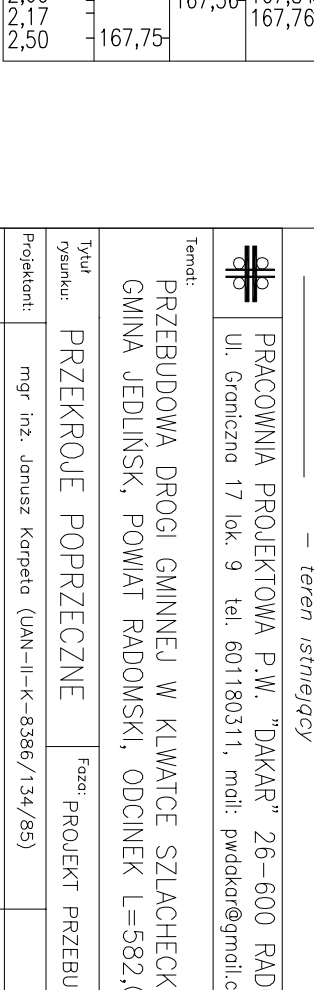 2,17
2,50
167,75
167,76
– teren istniejący
PRACOWNIA PROJEKTOWA P.W. "DAKAR" 26–600 RAD
Ul. Graniczna 17 lok. 9 tel. 601180311, mail: pwdakar@gmail.c
Temat:
PRZEBUDOWA DROGI GMINNEJ W KLWATCE SZLACHECK
GMINA JEDLIŃSK, POWIAT RADOMSKI, ODCINEK L=582,
Tytuł
rysunku:
PRZEKROJE POPRZECZNE
Faza:
PROJEKT PRZEBU
Projektant:
mgr inż. Janusz Karpeta (UAN–II–K–8386/134/85)